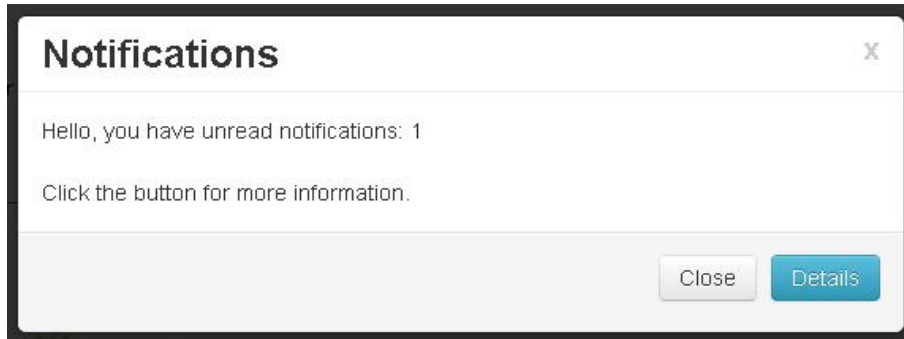 Notifications
x
Hello, you have unread notifications: 1
Click the button for more information.
Close
Details